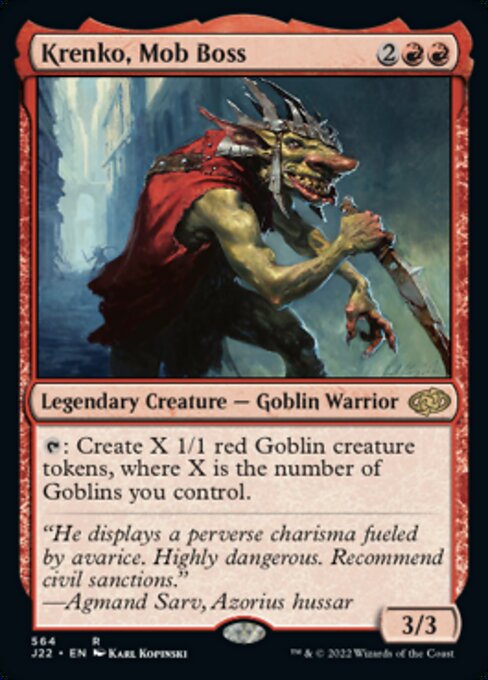 Krenko, Mob Boss 2
Legendary Creature — Goblin Warrior
: Create X 1/1 red Goblin creature
tokens, where X is the number of
Goblins you control.
“He displays a perverse charisma fueled
by avarice. Highly dangerous. Recommend
civil sanctions.”
—Agmand Sarv, Azorius hussar
3/3
564 R
J22 • EN Karl Kopinski
™ & © 2022 Wizards of the Coast